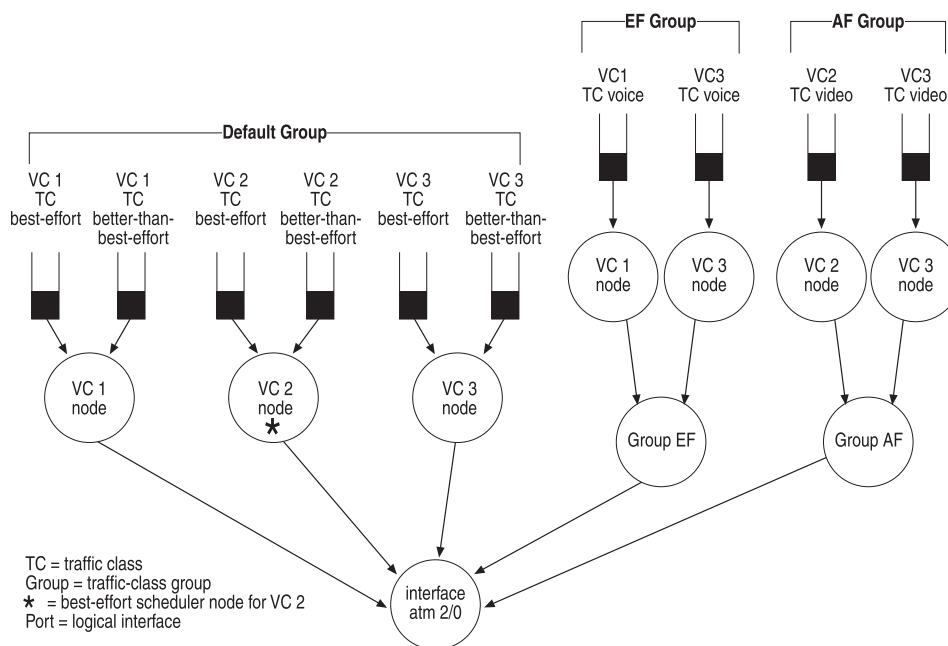 EF Group
AF Group
VC1
TC voice
VC3
TC voice
VC2
TC video
VC3
TC video
Default Group
VC 1
TC
best-effort
VC 1
TC
better-than-
best-effort
VC 2
TC
best-effort
VC 2
TC
better-than-
best-effort
VC 3
TC
best-effort
VC 3
TC
better-than-
best-effort
VC 1
node
VC 3
node
VC 2
node
VC 3
node
VC 1
node
VC 2
node
*
VC 3
node
Group EF
Group AF
interface
atm 2/0
TC = traffic class
Group = traffic-class group
* = best-effort scheduler node for VC 2
Port = logical interface